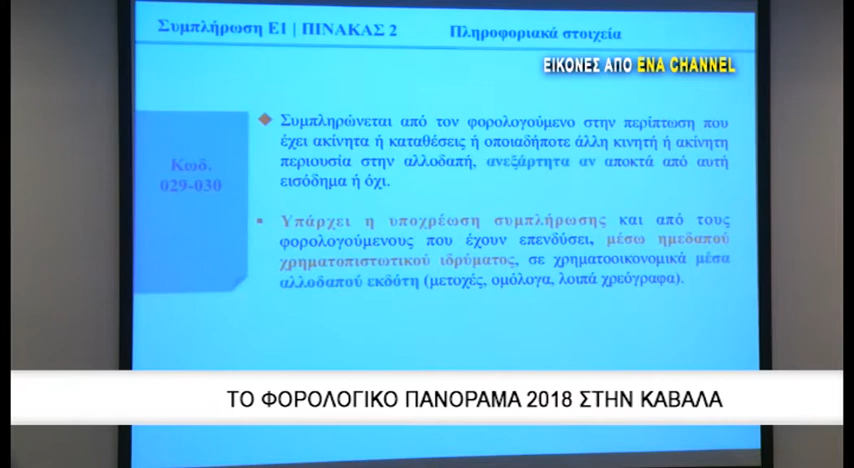 Συμπλήρωση Ε1 | ΠΙΝΑΚΑΣ 2 Πληροφοριακά στοιχεία
ΕΙΚΟΝΕΣ ΑΠΟ ΕΝΑ CHANNEL
Κωδ.
029-030
Συμπληρώνεται από τον φορολογούμενο στην περίπτωση που
έχει ακίνητα ή καταθέσεις ή οποιαδήποτε άλλη κινητή ή ακίνητη
περιουσία στην αλλοδαπή, ανεξάρτητα αν αποκτά από αυτή
εισόδημα ή όχι.
Υπάρχει η υποχρέωση συμπλήρωσης και από τους
φορολογούμενους που έχουν επενδύσει, μέσω ημεδαπού
χρηματοπιστωτικού ιδρύματος, σε χρηματοοικονομικά μέσα
αλλοδαπού εκδότη (μετοχές, ομόλογα, λοιπά χρεόγραφα).
ΤΟ ΦΟΡΟΛΟΓΙΚΟ ΠΑΝΟΡΑΜΑ 2018 ΣΤΗΝ ΚΑΒΑΛΑ